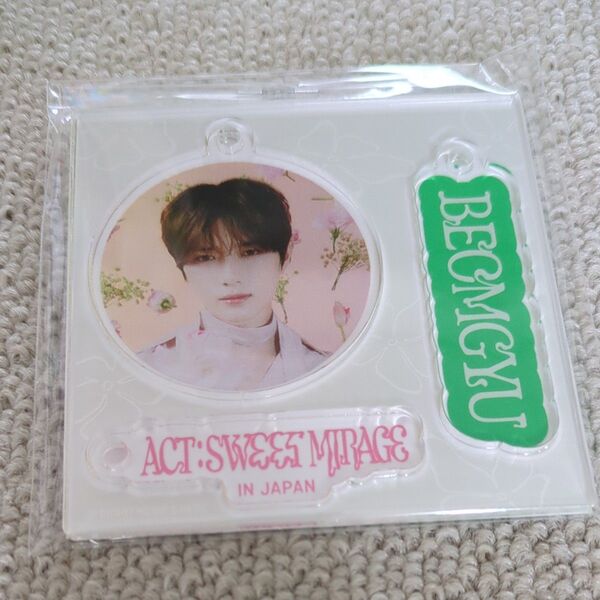 ACT : SWEET MIRAGE
IN JAPAN
BEOMGYU